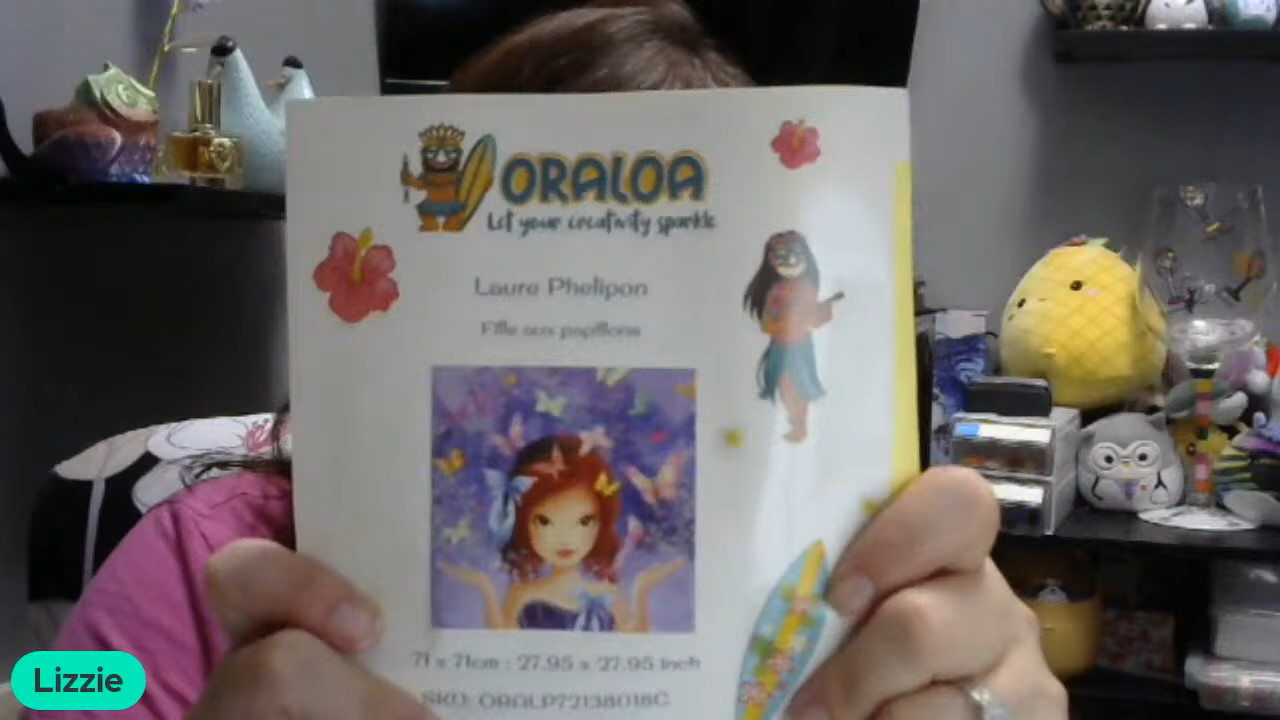 ORALOA
Let your creativity sparkle
Laure Phelipon
Fille aux papillons
71 x 71cm : 27.95 x 27.95 inch
SKU: ORALP72138018C
Lizzie